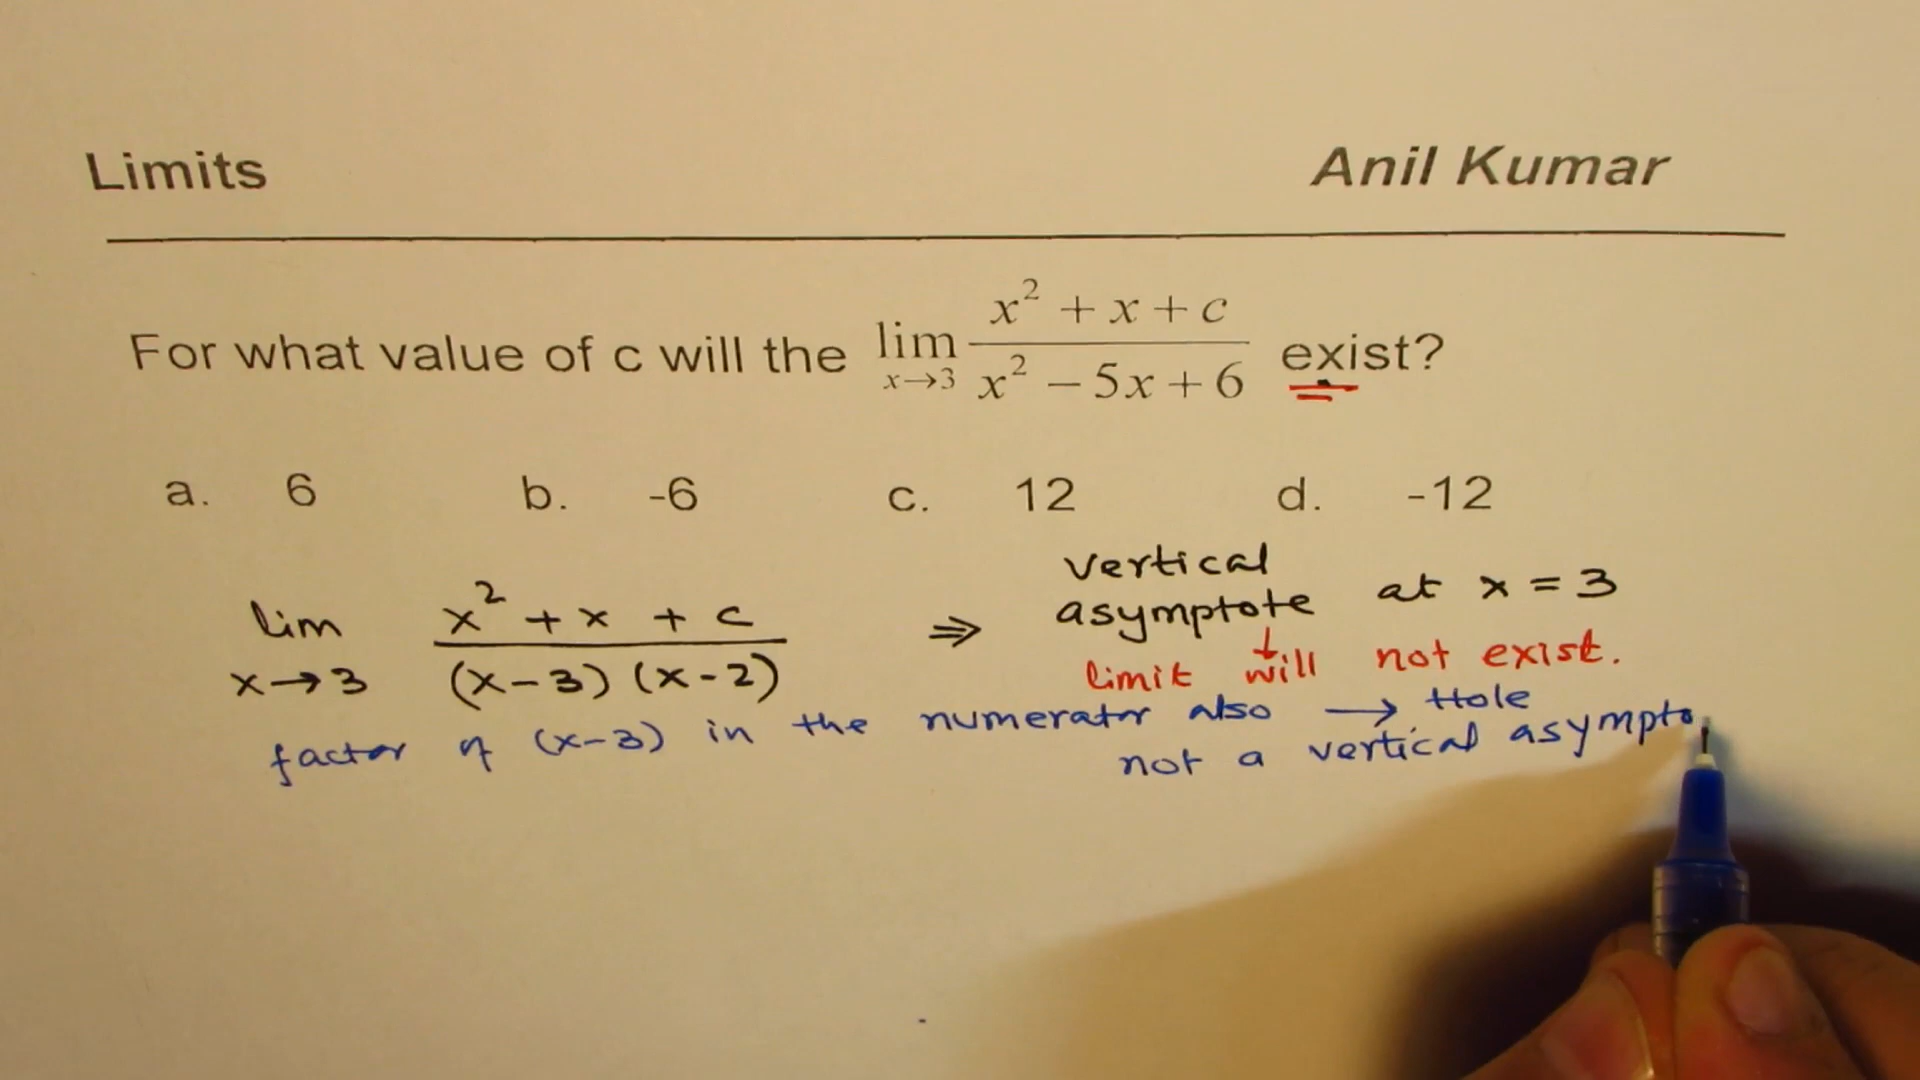 Limits Anil Kumar
For what value of c will the lim x→3 (x² + x + c)/(x² − 5x + 6) exist?
a. 6 b. -6 c. 12 d. -12
lim x→3 (x² + x + c)/((x-3)(x-2)) ⇒ vertical asymptote at x = 3
↓
limit will not exist.
factor of (x-3) in the numerator also → Hole
not a vertical asympto